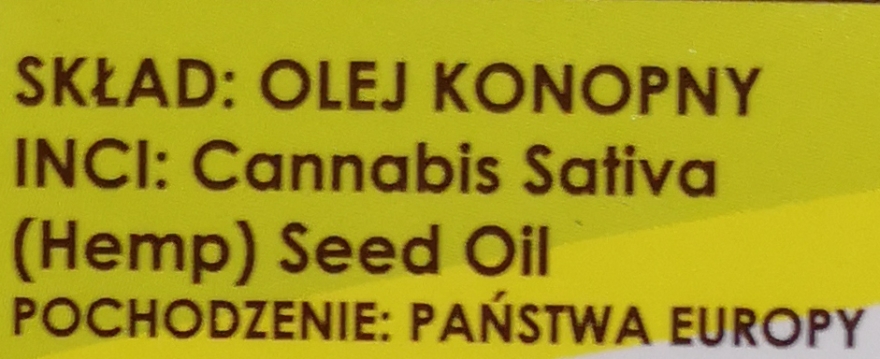 SKŁAD: OLEJ KONOPNY
INCI: Cannabis Sativa
(Hemp) Seed Oil
POCHODZENIE: PAŃSTWA EUROPY